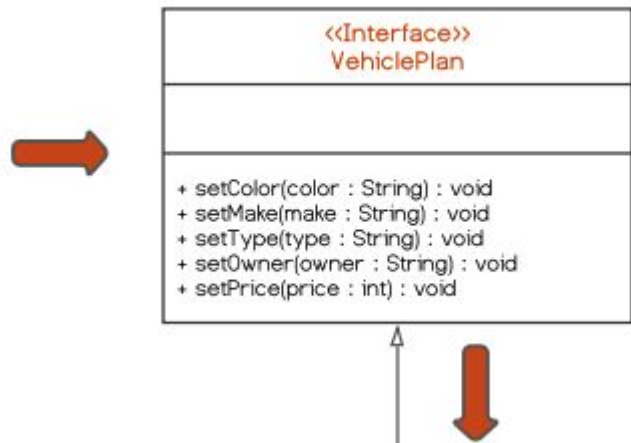 <<Interface>>
VehiclePlan
+ setColor(color : String) : void
+ setMake(make : String) : void
+ setType(type : String) : void
+ setOwner(owner : String) : void
+ setPrice(price : int) : void